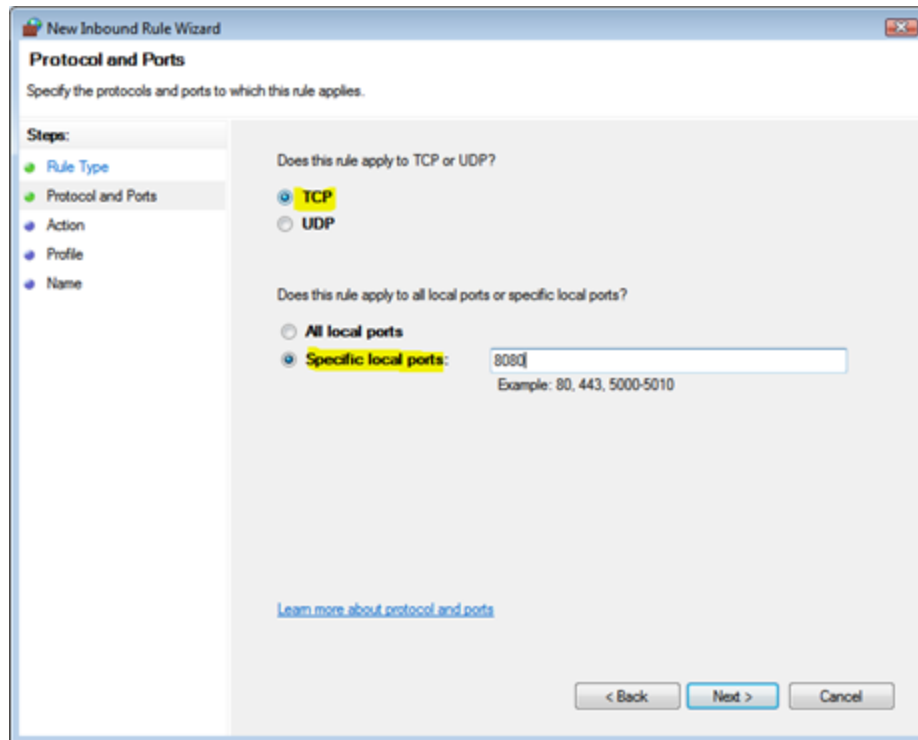 New Inbound Rule Wizard
Protocol and Ports
Specify the protocols and ports to which this rule applies.
Steps:
Rule Type
Protocol and Ports
Action
Profile
Name
Does this rule apply to TCP or UDP?
TCP
UDP
Does this rule apply to all local ports or specific local ports?
All local ports
Specific local ports: 8080
Example: 80, 443, 5000-5010
Learn more about protocol and ports
< Back Next > Cancel